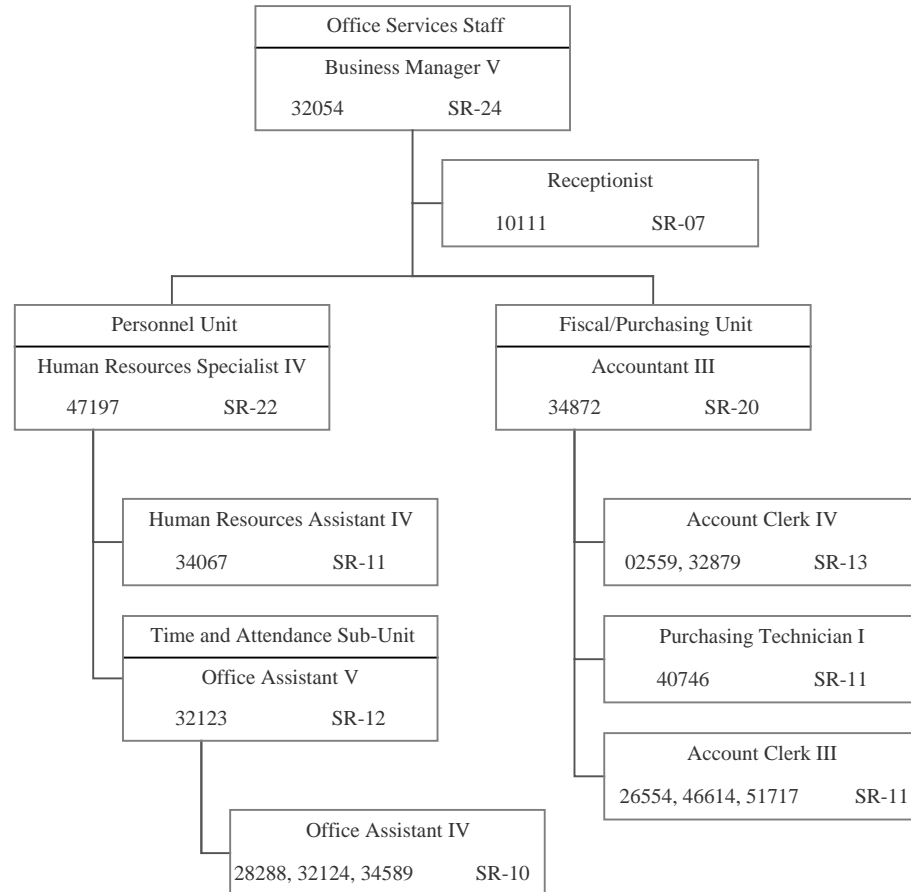 Office Services Staff
Business Manager V
32054 SR-24
Receptionist
10111 SR-07
Personnel Unit
Human Resources Specialist IV
47197 SR-22
Fiscal/Purchasing Unit
Accountant III
34872 SR-20
Human Resources Assistant IV
34067 SR-11
Time and Attendance Sub-Unit
Office Assistant V
32123 SR-12
Office Assistant IV
28288, 32124, 34589 SR-10
Account Clerk IV
02559, 32879 SR-13
Purchasing Technician I
40746 SR-11
Account Clerk III
26554, 46614, 51717 SR-11